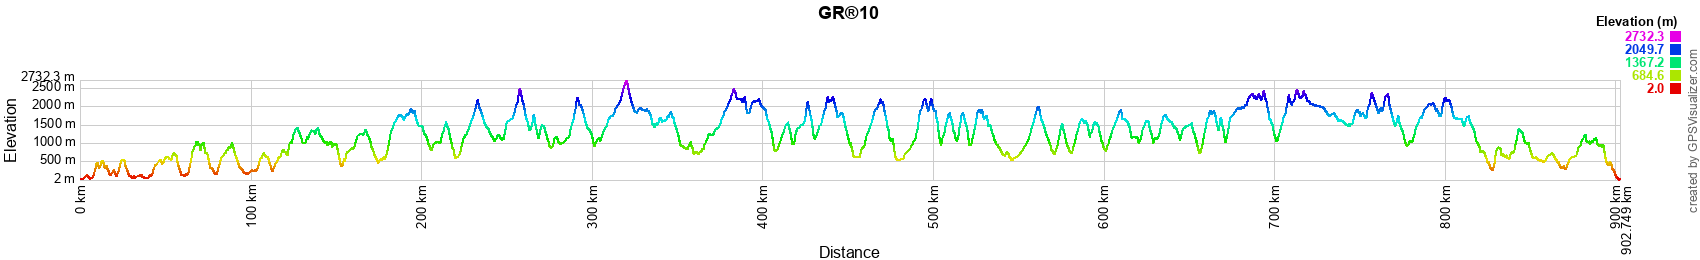 GR®10
Elevation (m)
2732.3
2049.7
1367.2
684.6
2.0
Elevation
2732.3 m
2500 m
2000 m
1500 m
1000 m
500 m
2 m
0 km
100 km
200 km
300 km
400 km
500 km
600 km
700 km
800 km
900 km
902.749 km
Distance
created by GPSVisualizer.com